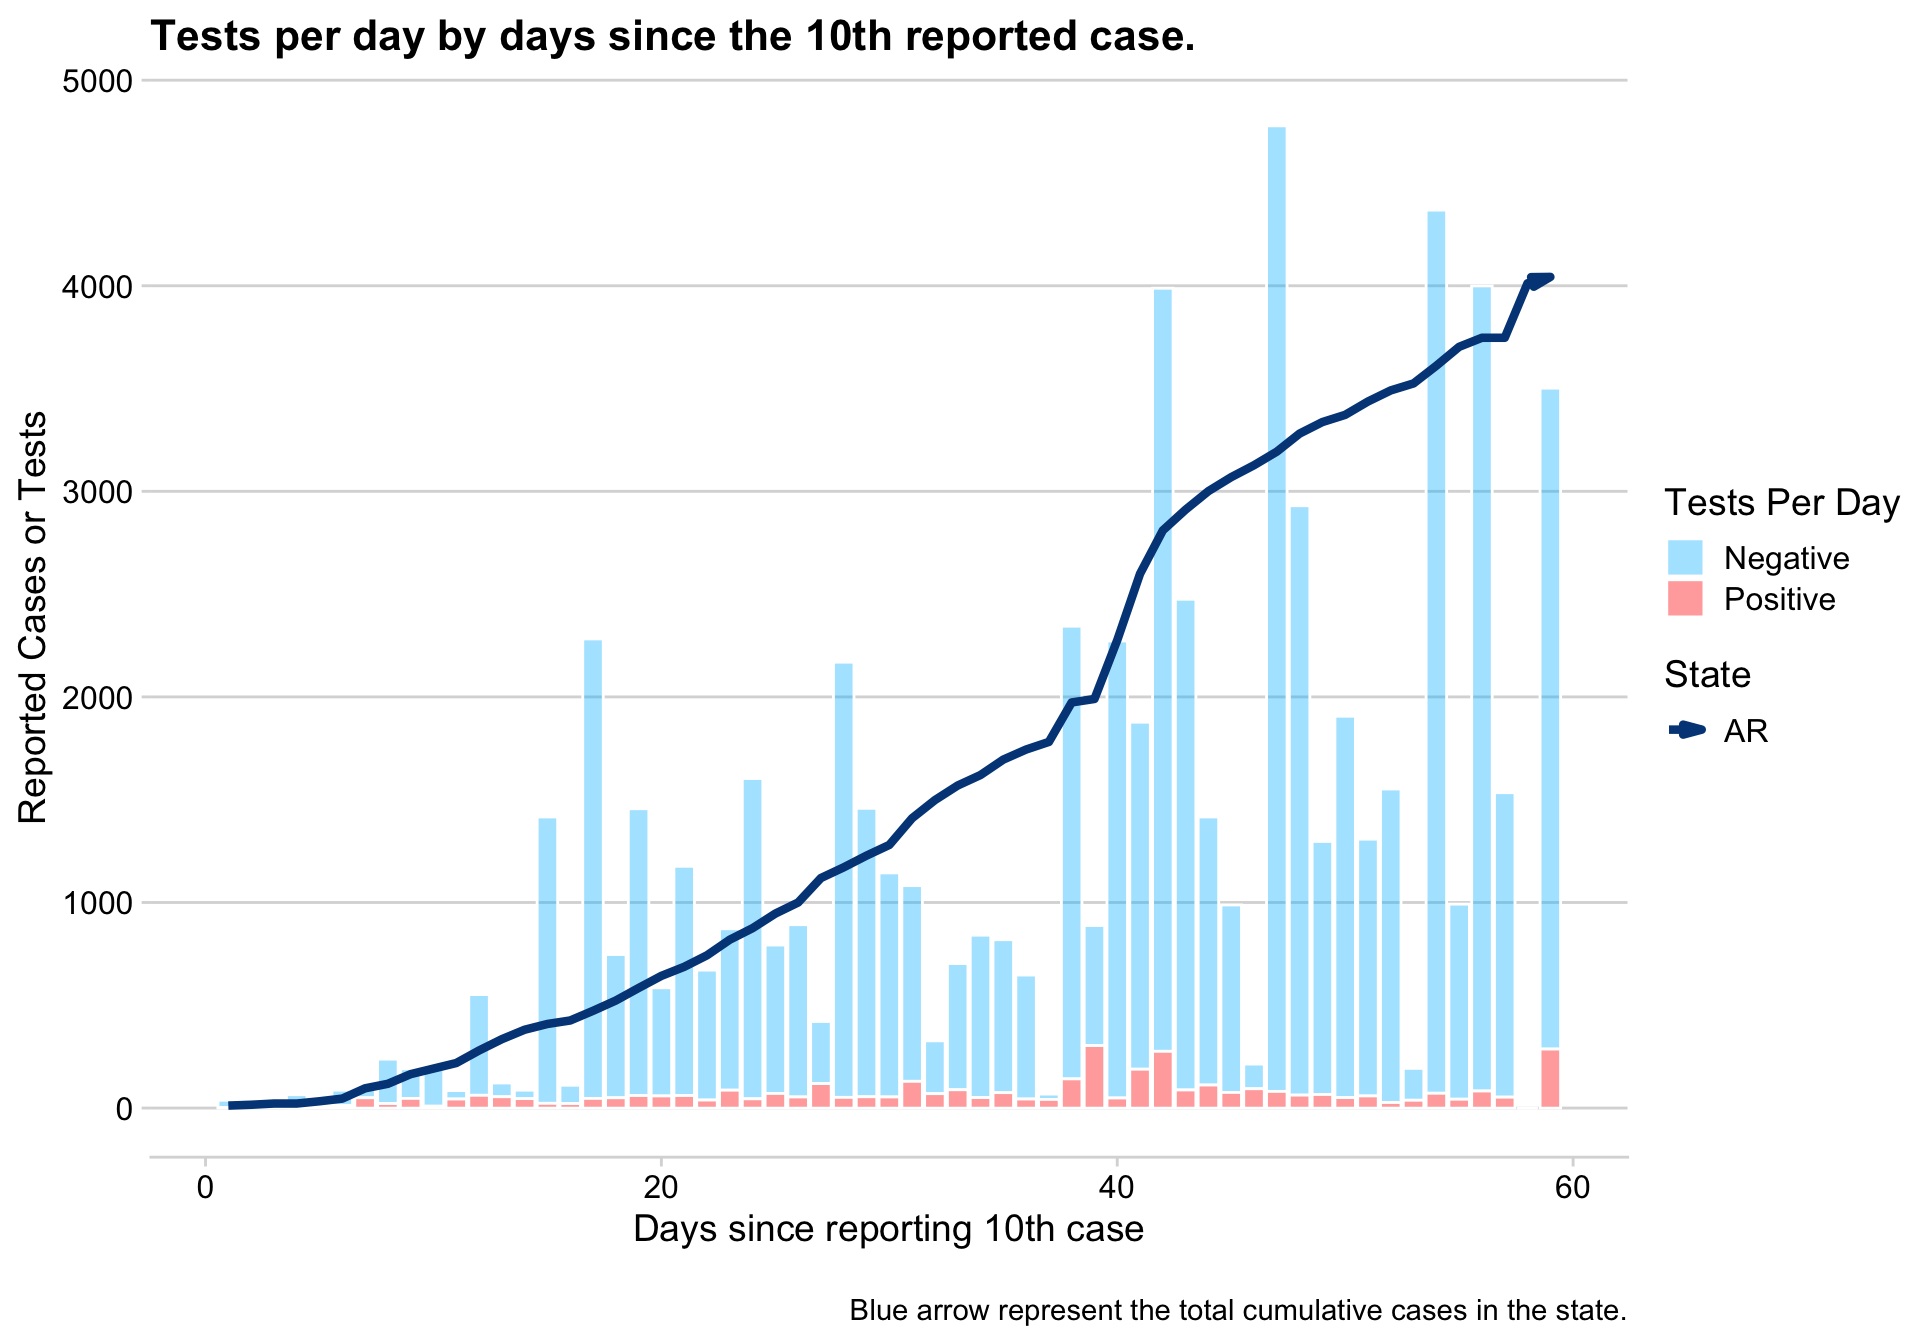 Tests per day by days since the 10th reported case.
5000
4000
3000
2000
1000
0
Reported Cases or Tests
0 20 40 60
Days since reporting 10th case
Tests Per Day
Negative
Positive
State
AR
Blue arrow represent the total cumulative cases in the state.